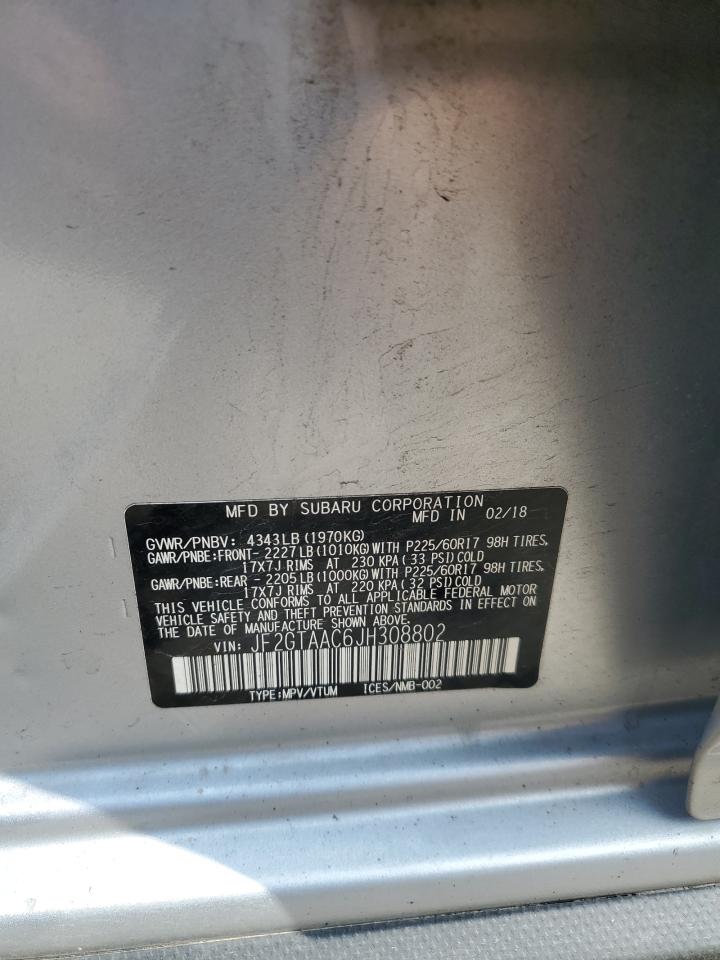 MFD BY SUBARU CORPORATION
MFD IN 02/18
GVWR/PNBV: 4343LB (1970KG)
GAWR/PNBE:FRONT- 2227LB (1010KG) WITH P225/60R17 98H TIRES,
17X7J RIMS AT 230 KPA (33 PSI) COLD
GAWR/PNBE:REAR - 2205LB (1000KG) WITH P225/60R17 98H TIRES,
17X7J RIMS AT 220 KPA (32 PSI) COLD
THIS VEHICLE CONFORMS TO ALL APPLICABLE FEDERAL MOTOR
VEHICLE SAFETY AND THEFT PREVENTION STANDARDS IN EFFECT ON
THE DATE OF MANUFACTURE SHOWN ABOVE.
VIN: JF2GTAAC6JH308802
TYPE:MPV/VTUM ICES/NMB-002